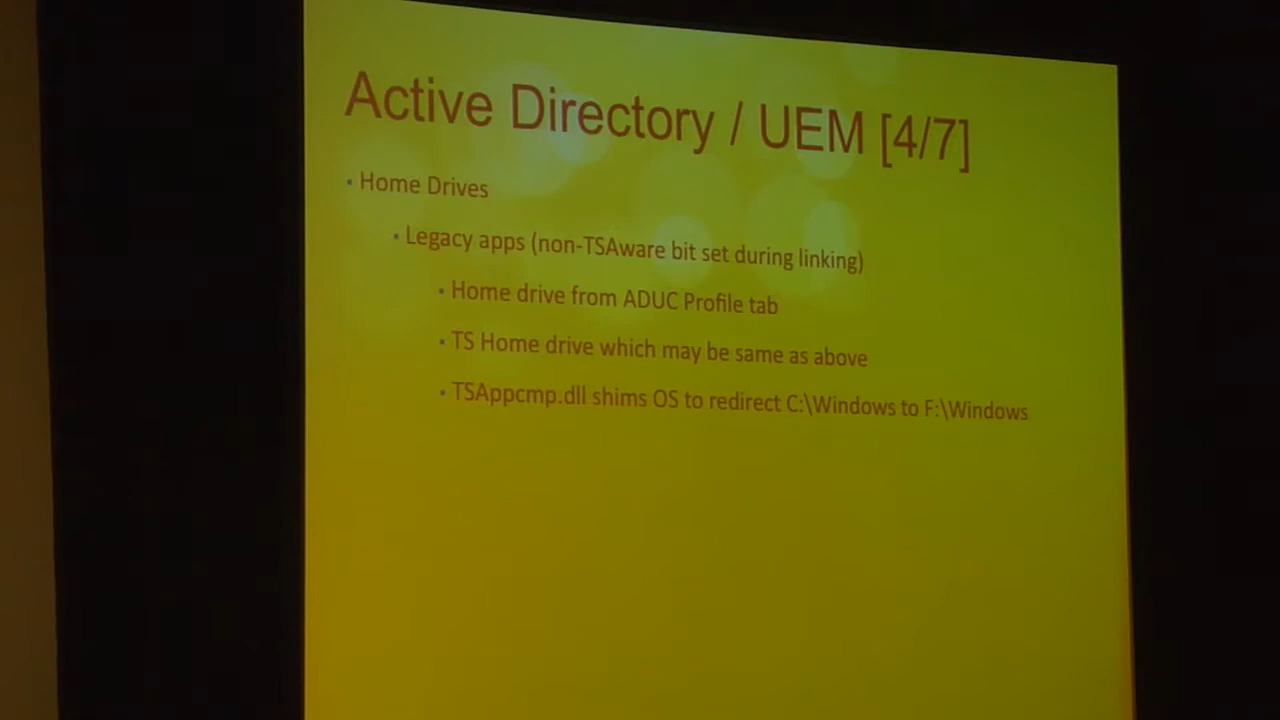 Active Directory / UEM [4/7]
• Home Drives
• Legacy apps (non-TSAware bit set during linking)
• Home drive from ADUC Profile tab
• TS Home drive which may be same as above
• TSAppcmp.dll shims OS to redirect C:\Windows to F:\Windows